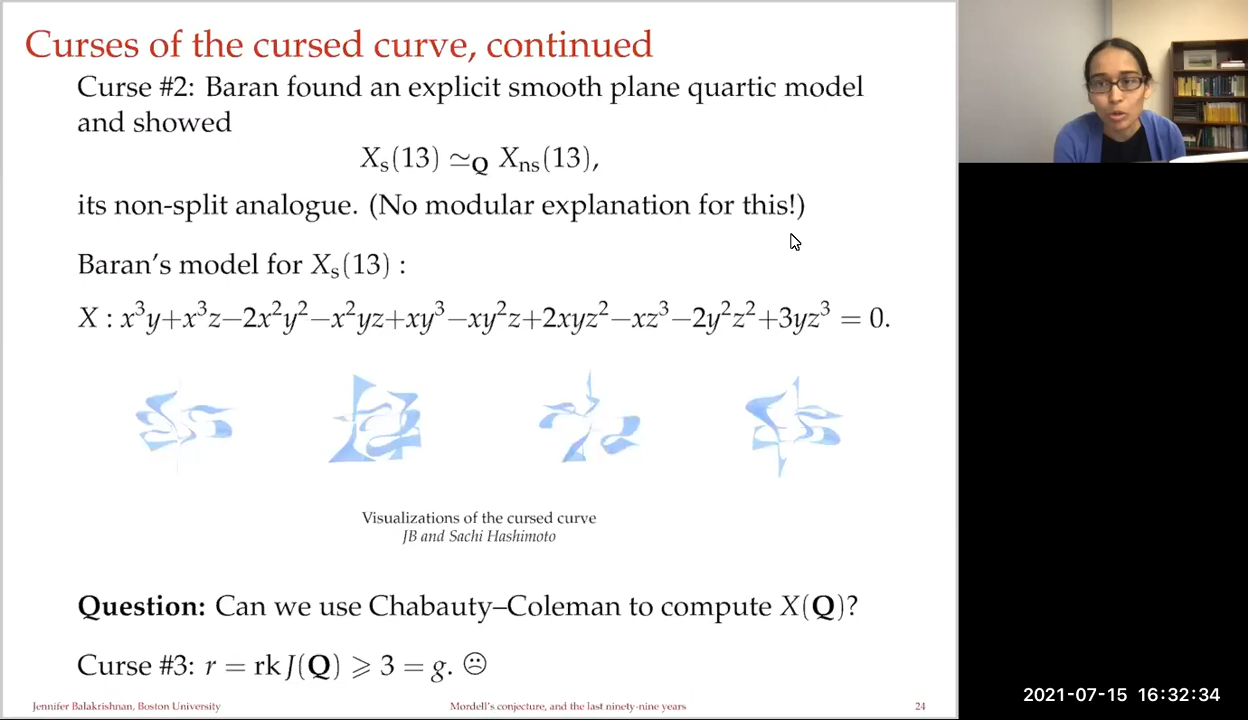 Curses of the cursed curve, continued
Curse #2: Baran found an explicit smooth plane quartic model
and showed
Xₛ(13) ≃_Q Xₙₛ(13),
its non-split analogue. (No modular explanation for this!)
Baran's model for Xₛ(13) :
X : x³y+x³z−2x²y²−x²yz+xy³−xy²z+2xyz²−xz³−2y²z²+3yz³ = 0.
Visualizations of the cursed curve
JB and Sachi Hashimoto
Question: Can we use Chabauty–Coleman to compute X(Q)?
Curse #3: r = rk J(Q) ⩾ 3 = g. ☹
Jennifer Balakrishnan, Boston University
Mordell's conjecture, and the last ninety-nine years
24
2021-07-15 16:32:34